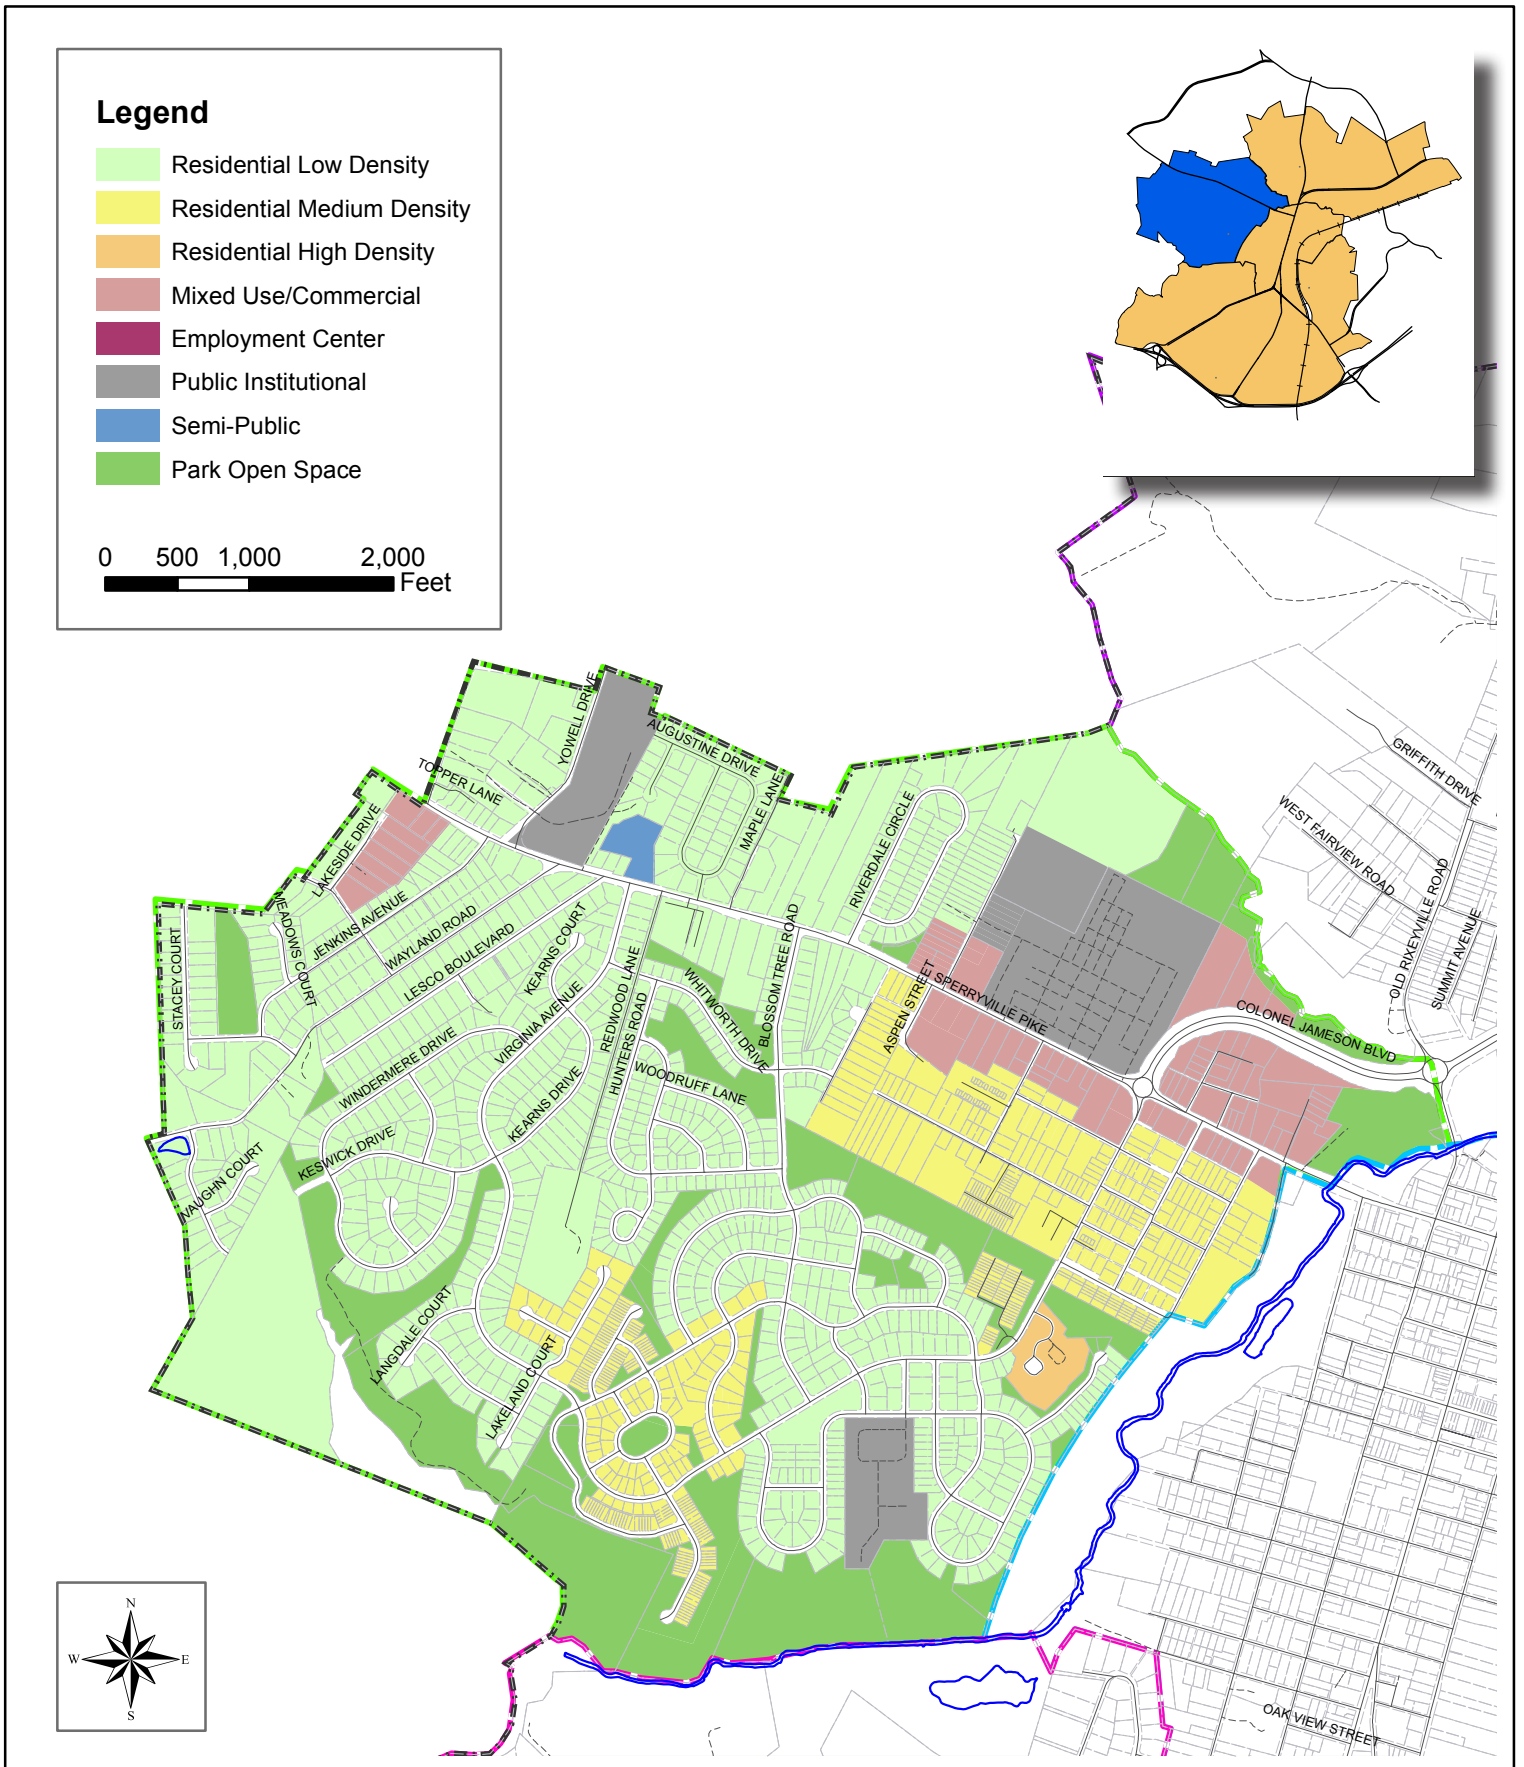 Legend
Residential Low Density
Residential Medium Density
Residential High Density
Mixed Use/Commercial
Employment Center
Public Institutional
Semi-Public
Park Open Space
0 500 1,000 2,000
Feet
YOWELL DRIVE
AUGUSTINE DRIVE
TOPPER LANE
MAPLE LANE
LAKESIDE DRIVE
RIVERDALE CIRCLE
GRIFFITH DRIVE
WEST FAIRVIEW ROAD
OLD RIXEYVILLE ROAD
SUMMIT AVENUE
MEADOWS COURT
JENKINS AVENUE
WAYLAND ROAD
LESCO BOULEVARD
KEARNS COURT
STACEY COURT
REDWOOD LANE
HUNTERS ROAD
WHITWORTH DRIVE
BLOSSOM TREE ROAD
ASPEN STREET
SPERRYVILLE PIKE
COLONEL JAMESON BLVD
VIRGINIA AVENUE
WINDERMERE DRIVE
KEARNS DRIVE
WOODRUFF LANE
KESWICK DRIVE
VAUGHN COURT
LANGDALE COURT
LAKELAND COURT
N
W E
S
OAK VIEW STREET